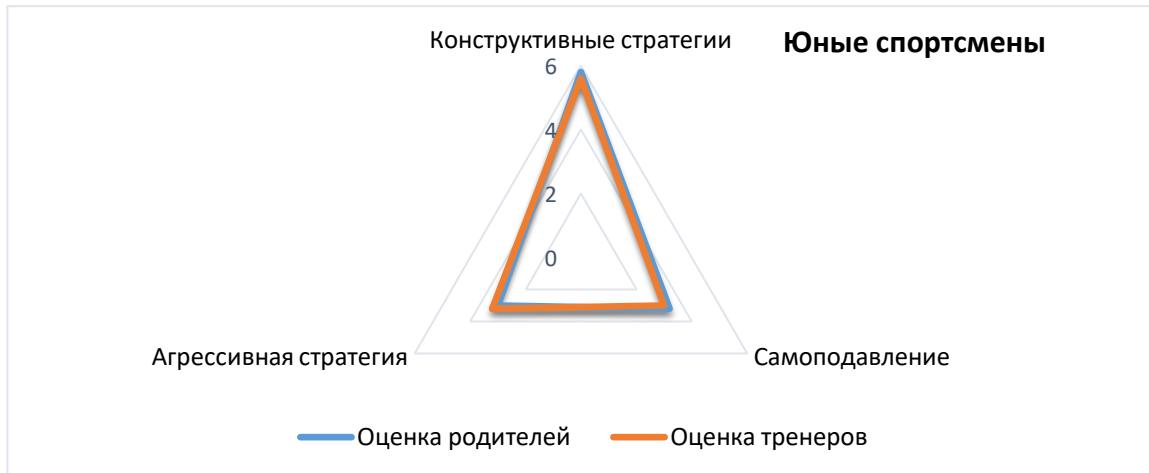 Конструктивные стратегии
Юные спортсмены
6
4
2
0
Агрессивная стратегия
Самоподавление
Оценка родителей
Оценка тренеров